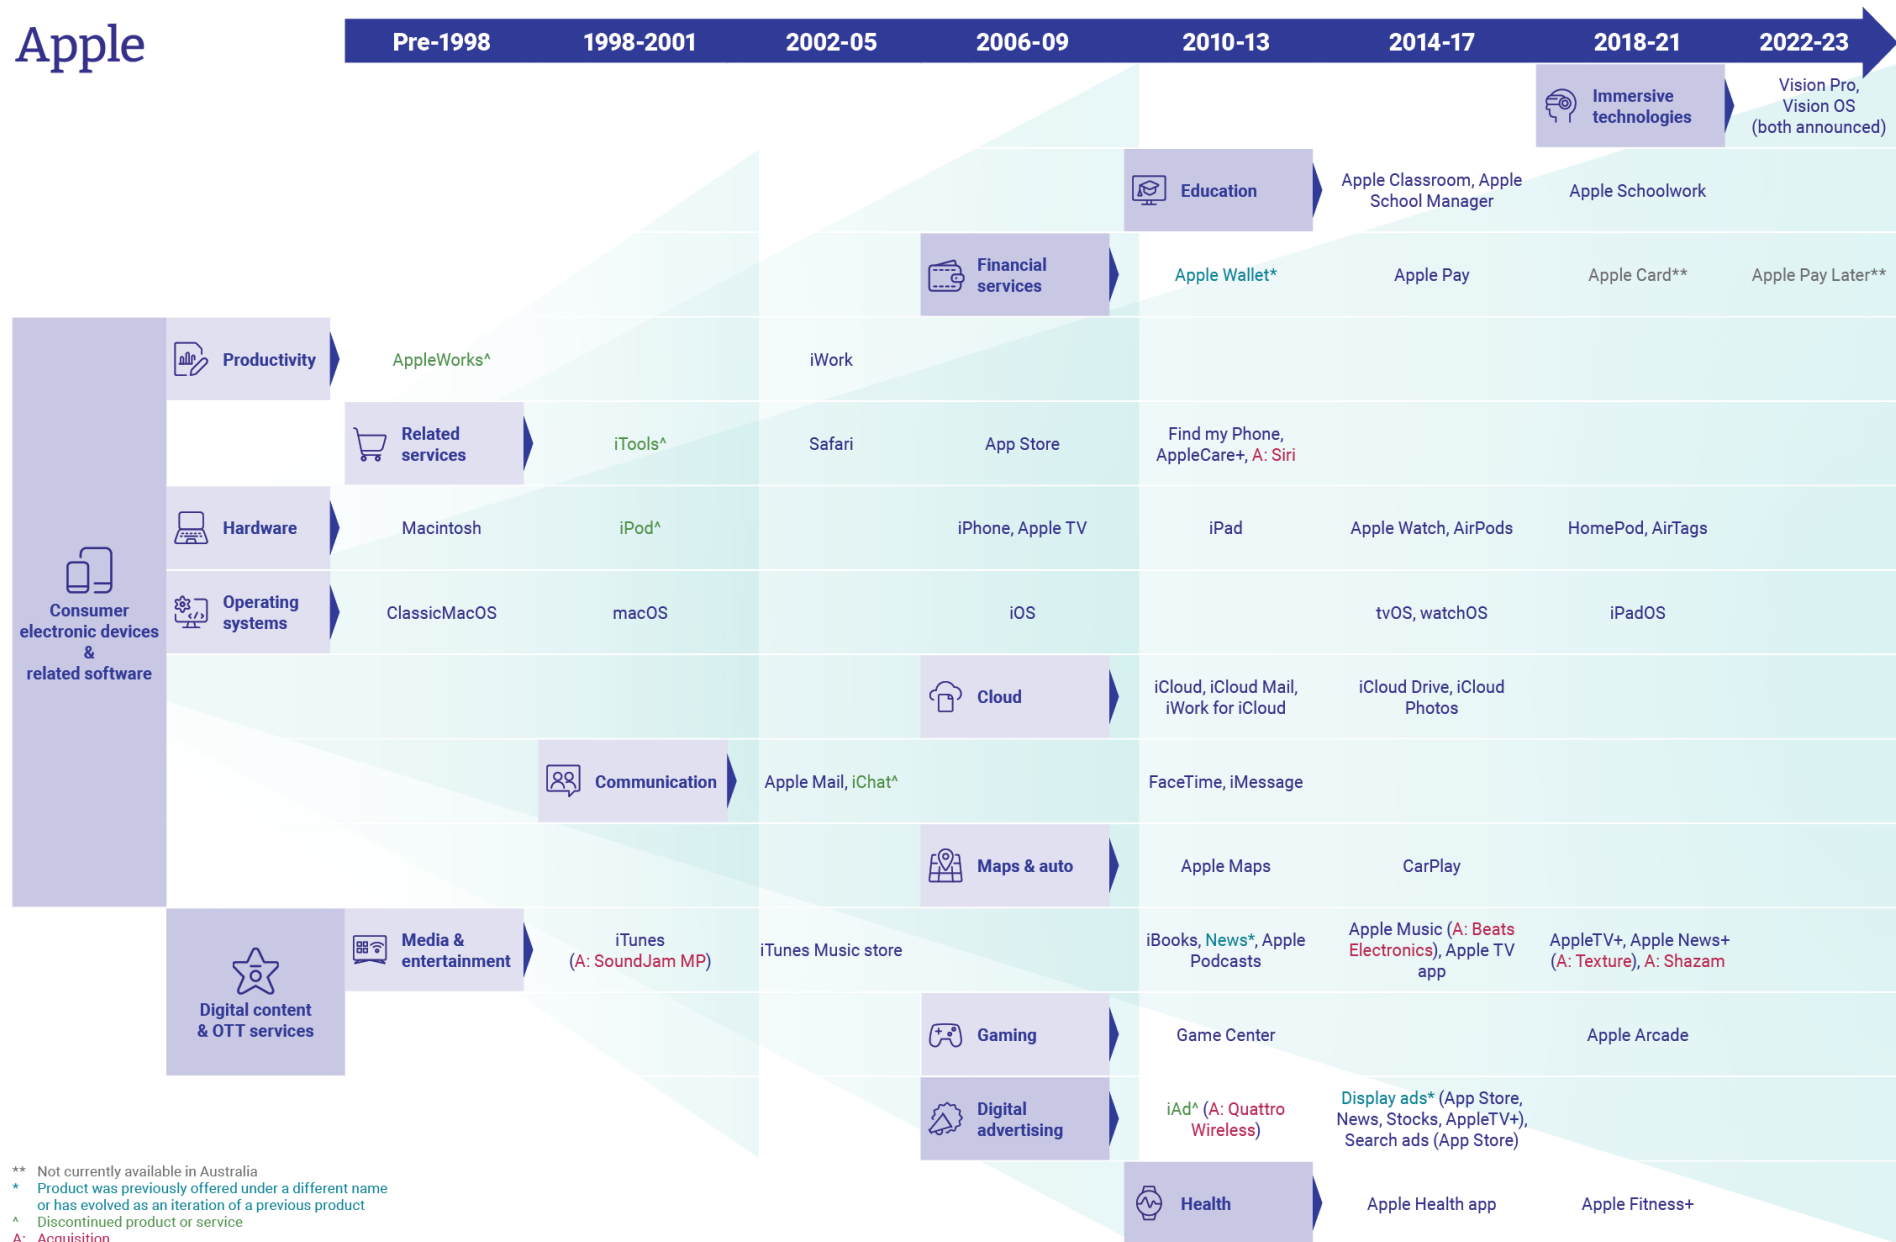 Apple
Pre-1998
1998-2001
2002-05
2006-09
2010-13
2014-17
2018-21
2022-23
Immersive
technologies
Vision Pro,
Vision OS
(both announced)
Education
Apple Classroom, Apple
School Manager
Apple Schoolwork
Financial
services
Apple Wallet*
Apple Pay
Apple Card**
Apple Pay Later**
Consumer
electronic devices
&
related software
Productivity
AppleWorks^
iWork
Related
services
iTools^
Safari
App Store
Find my Phone,
AppleCare+, A: Siri
Hardware
Macintosh
iPod^
iPhone, Apple TV
iPad
Apple Watch, AirPods
HomePod, AirTags
Operating
systems
ClassicMacOS
macOS
iOS
tvOS, watchOS
iPadOS
Cloud
iCloud, iCloud Mail,
iWork for iCloud
iCloud Drive, iCloud
Photos
Communication
Apple Mail, iChat^
FaceTime, iMessage
Maps & auto
Apple Maps
CarPlay
Digital content
& OTT services
Media &
entertainment
iTunes
(A: SoundJam MP)
iTunes Music store
iBooks, News*, Apple
Podcasts
Apple Music (A: Beats
Electronics), Apple TV
app
AppleTV+, Apple News+
(A: Texture), A: Shazam
Gaming
Game Center
Apple Arcade
Digital
advertising
iAd^ (A: Quattro
Wireless)
Display ads* (App Store,
News, Stocks, AppleTV+),
Search ads (App Store)
Health
Apple Health app
Apple Fitness+
** Not currently available in Australia
* Product was previously offered under a different name
or has evolved as an iteration of a previous product
^ Discontinued product or service
A: Acquisition